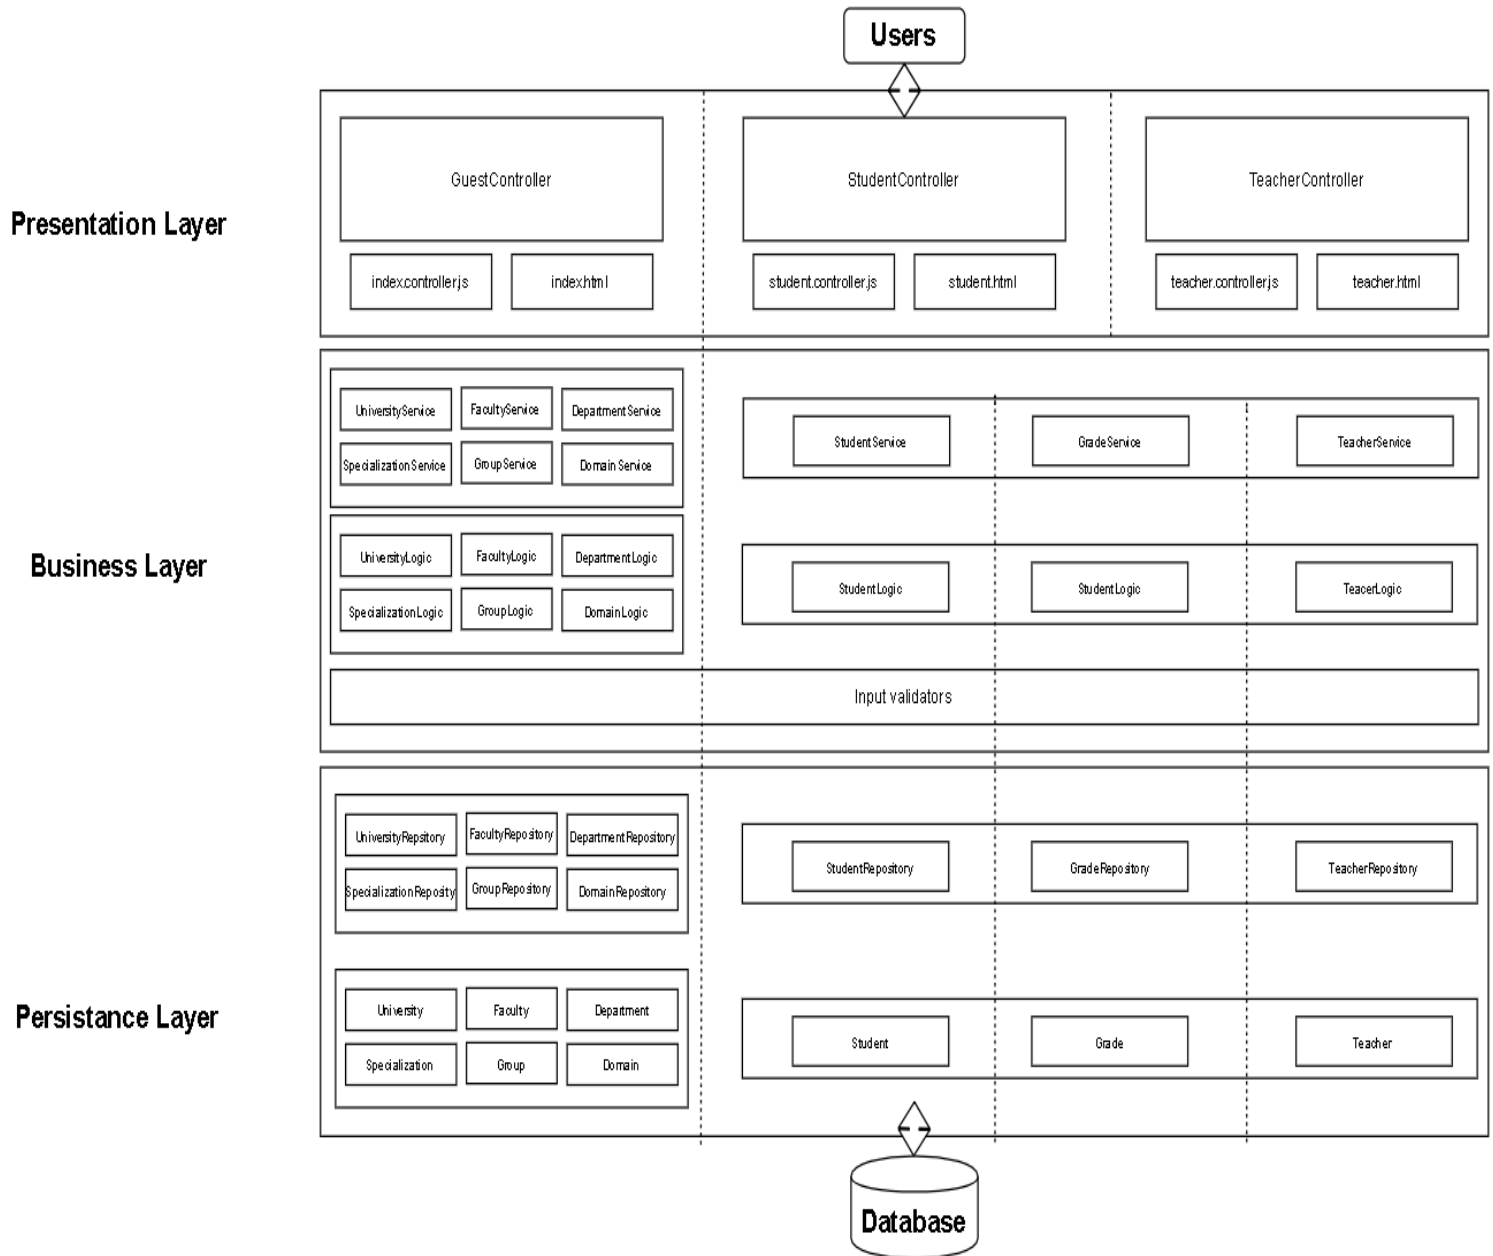 Users
Presentation Layer
GuestController
StudentController
TeacherController
index.controller.js
index.html
student.controller.js
student.html
teacher.controller.js
teacher.html
Business Layer
UniversityService
FacultyService
DepartmentService
SpecializationService
GroupService
Domain Service
StudentService
GradeService
TeacherService
UniversityLogic
FacultyLogic
DepartmentLogic
SpecializationLogic
GroupLogic
DomainLogic
StudentLogic
StudentLogic
TeacerLogic
Input validators
Persistance Layer
UniversityRepsitory
FacultyRepository
DepartmentRepository
SpecializationReposity
GroupRepository
DomainRepository
StudentRepository
GradeRepository
TeacherRepository
University
Faculty
Department
Specialization
Group
Domain
Student
Grade
Teacher
Database